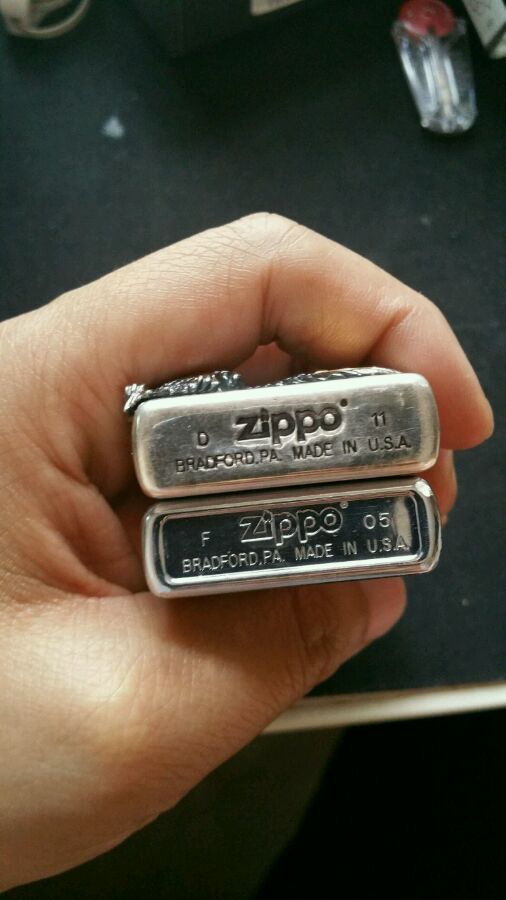 D zippo® 11
BRADFORD.PA. MADE IN U.S.A.
F zippo® 05
BRADFORD.PA. MADE IN U.S.A.